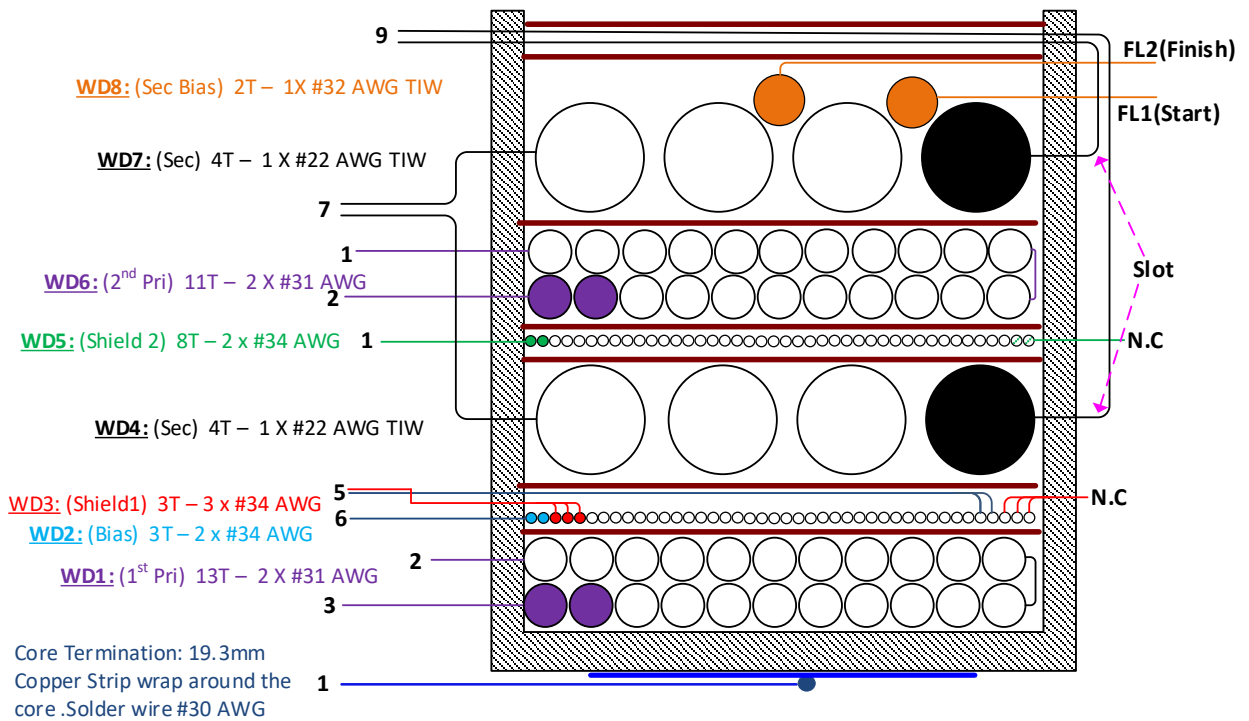 9
FL2(Finish)
WD8: (Sec Bias) 2T – 1X #32 AWG TIW
FL1(Start)
WD7: (Sec) 4T – 1 X #22 AWG TIW
7
1
Slot
WD6: (2nd Pri) 11T – 2 X #31 AWG
2
WD5: (Shield 2) 8T – 2 x #34 AWG
1
N.C
WD4: (Sec) 4T – 1 X #22 AWG TIW
5
WD3: (Shield1) 3T – 3 x #34 AWG
N.C
6
WD2: (Bias) 3T – 2 x #34 AWG
2
WD1: (1st Pri) 13T – 2 X #31 AWG
3
Core Termination: 19.3mm
Copper Strip wrap around the
core .Solder wire #30 AWG
1